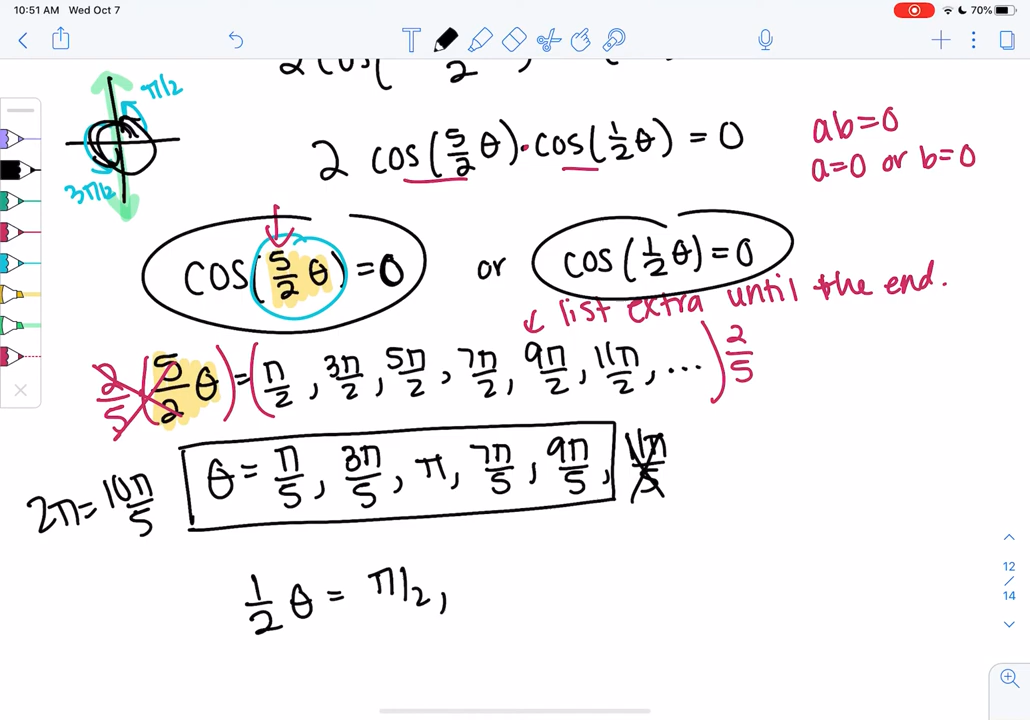 10:51 AM Wed Oct 7
70%
π/2
3π/2
2 cos(5/2 θ)·cos(1/2 θ) = 0
ab=0
a=0 or b=0
cos(5/2 θ) = 0 or cos(1/2 θ) = 0
list extra until the end.
2/5 (5/2 θ) = (π/2, 3π/2, 5π/2, 7π/2, 9π/2, 11π/2, ...) 2/5
2π = 10π/5
θ = π/5, 3π/5, π, 7π/5, 9π/5, 11π/5
1/2 θ = π/2,
12
/
14